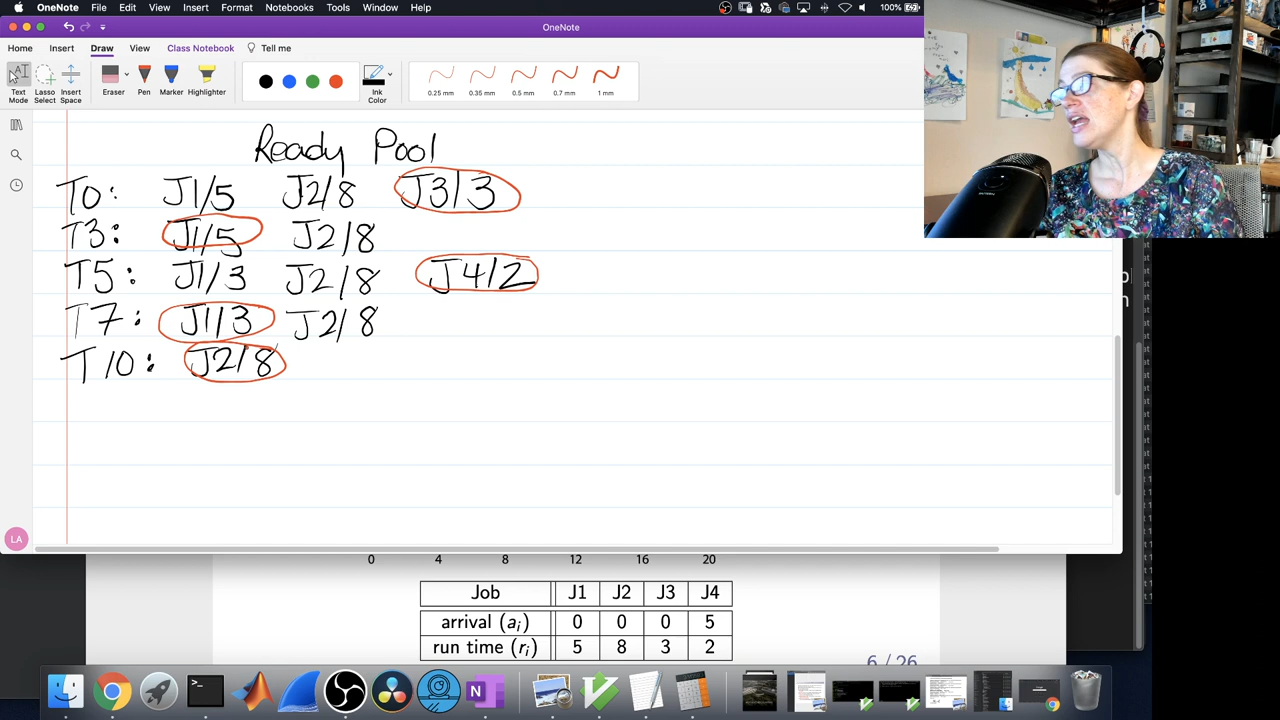 OneNote File Edit View Insert Format Notebooks Tools Window Help 100%
OneNote
Home Insert Draw View Class Notebook Tell me
Text Mode Lasso Select Insert Space Eraser Pen Marker Highlighter Ink Color 0.25 mm 0.35 mm 0.5 mm 0.7 mm 1 mm
Ready Pool
T0: J1/5 J2/8 J3/3
T3: J1/5 J2/8
T5: J1/3 J2/8 J4/2
T7: J1/3 J2/8
T10: J2/8
LA
0 4 8 12 16 20
Job J1 J2 J3 J4
arrival (aᵢ) 0 0 0 5
run time (rᵢ) 5 8 3 2
6 / 26